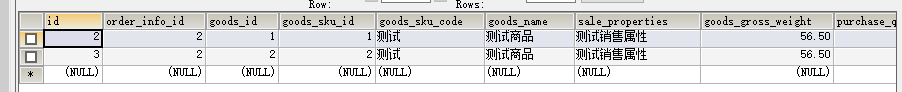 Row: Rows:
id order_info_id goods_id goods_sku_id goods_sku_code goods_name sale_properties goods_gross_weight purchase_q
2 2 1 1 测试 测试商品 测试销售属性 56.50
3 2 2 2 测试 测试商品 测试销售属性 56.50
* (NULL) (NULL) (NULL) (NULL) (NULL) (NULL) (NULL) (NULL)